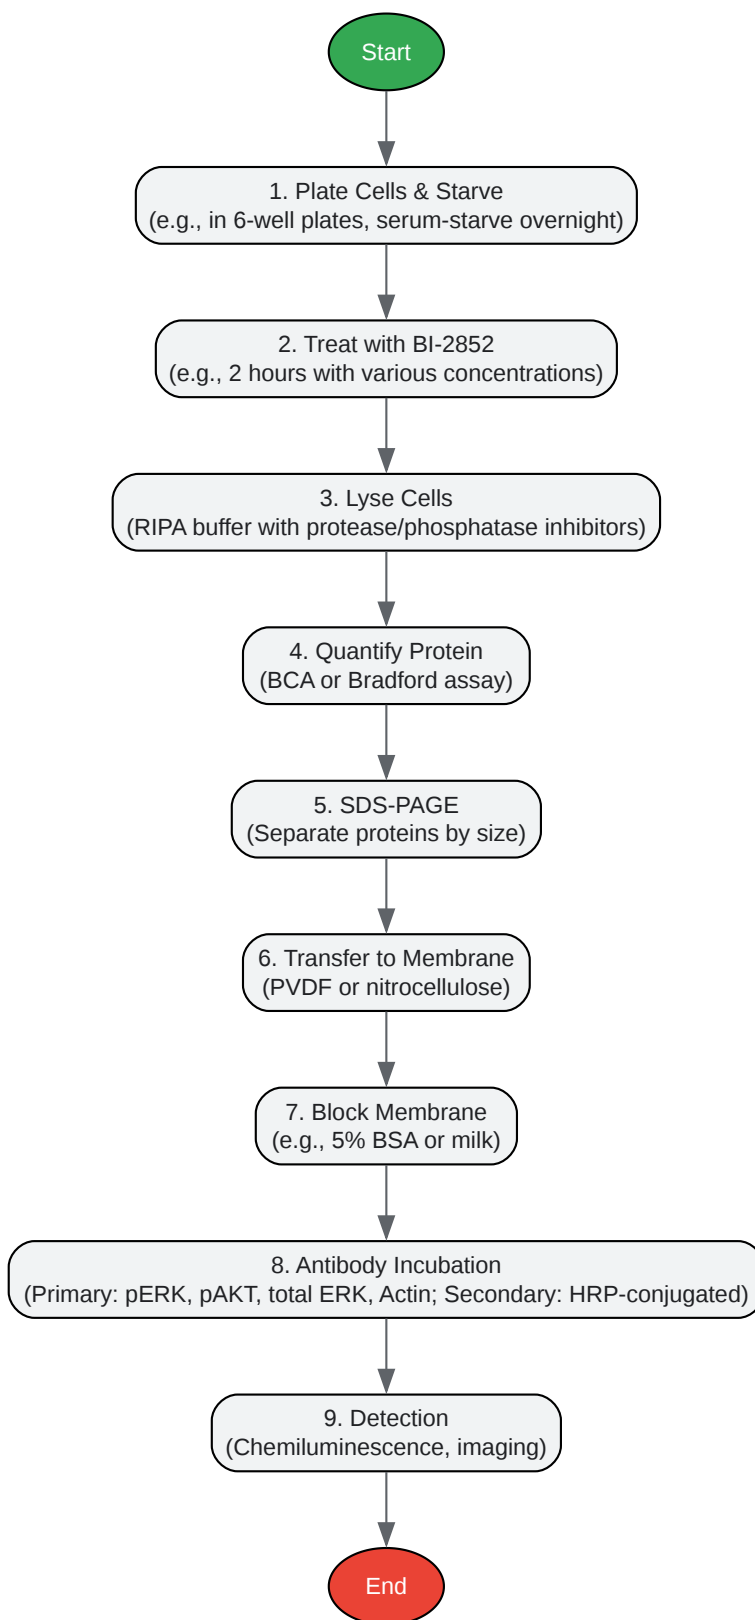 Start
1. Plate Cells & Starve
(e.g., in 6-well plates, serum-starve overnight)
2. Treat with BI-2852
(e.g., 2 hours with various concentrations)
3. Lyse Cells
(RIPA buffer with protease/phosphatase inhibitors)
4. Quantify Protein
(BCA or Bradford assay)
5. SDS-PAGE
(Separate proteins by size)
6. Transfer to Membrane
(PVDF or nitrocellulose)
7. Block Membrane
(e.g., 5% BSA or milk)
8. Antibody Incubation
(Primary: pERK, pAKT, total ERK, Actin; Secondary: HRP-conjugated)
9. Detection
(Chemiluminescence, imaging)
End